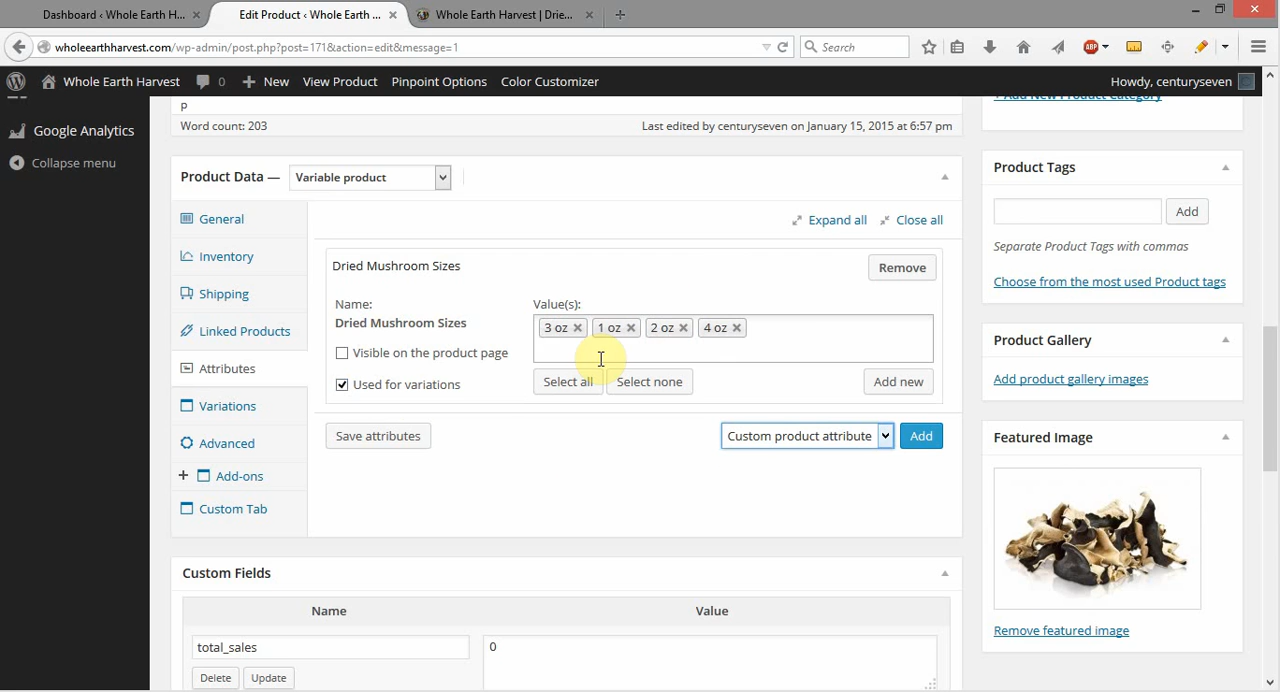 Dashboard ‹ Whole Earth H... ×
Edit Product ‹ Whole Earth ... ×
Whole Earth Harvest | Drie... ×
wholeearthharvest.com/wp-admin/post.php?post=171&action=edit&message=1
Search
ABP
Whole Earth Harvest
0
+ New
View Product
Pinpoint Options
Color Customizer
Howdy, centuryseven
Google Analytics
Collapse menu
p
Word count: 203
Last edited by centuryseven on January 15, 2015 at 6:57 pm
+ Add New Product Category
Product Data —
Variable product
General
Inventory
Shipping
Linked Products
Attributes
Variations
Advanced
+ Add-ons
Custom Tab
Expand all
Close all
Dried Mushroom Sizes
Remove
Name:
Dried Mushroom Sizes
Visible on the product page
Used for variations
Value(s):
3 oz × 1 oz × 2 oz × 4 oz ×
Select all
Select none
Add new
Save attributes
Custom product attribute
Add
Custom Fields
Name
Value
total_sales
0
Delete
Update
Product Tags
Add
Separate Product Tags with commas
Choose from the most used Product tags
Product Gallery
Add product gallery images
Featured Image
Remove featured image